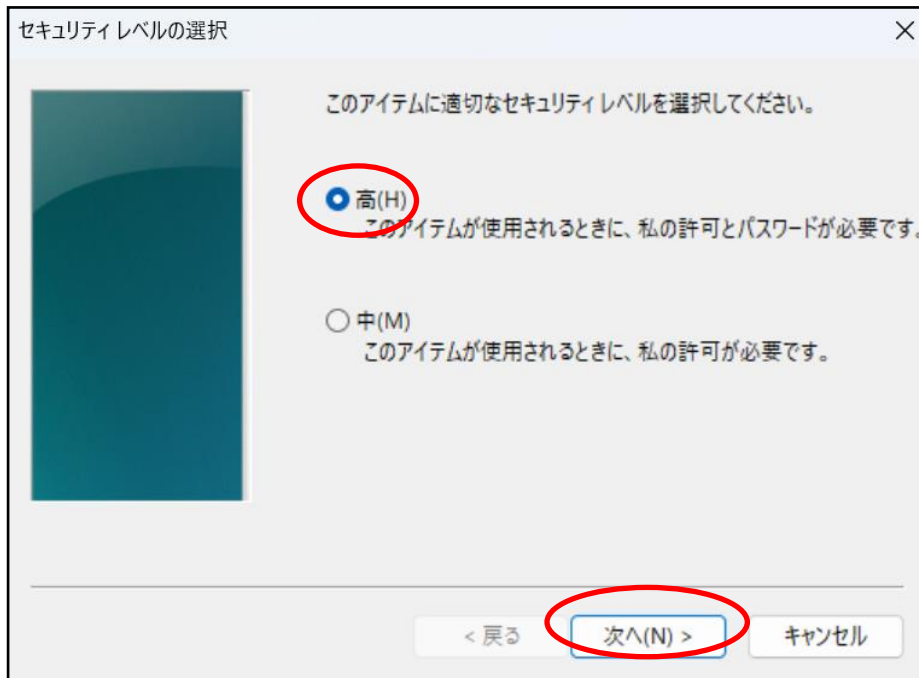 セキュリティ レベルの選択
このアイテムに適切なセキュリティ レベルを選択してください。
高(H)
このアイテムが使用されるときに、私の許可とパスワードが必要です。
中(M)
このアイテムが使用されるときに、私の許可が必要です。
< 戻る 次へ(N) > キャンセル